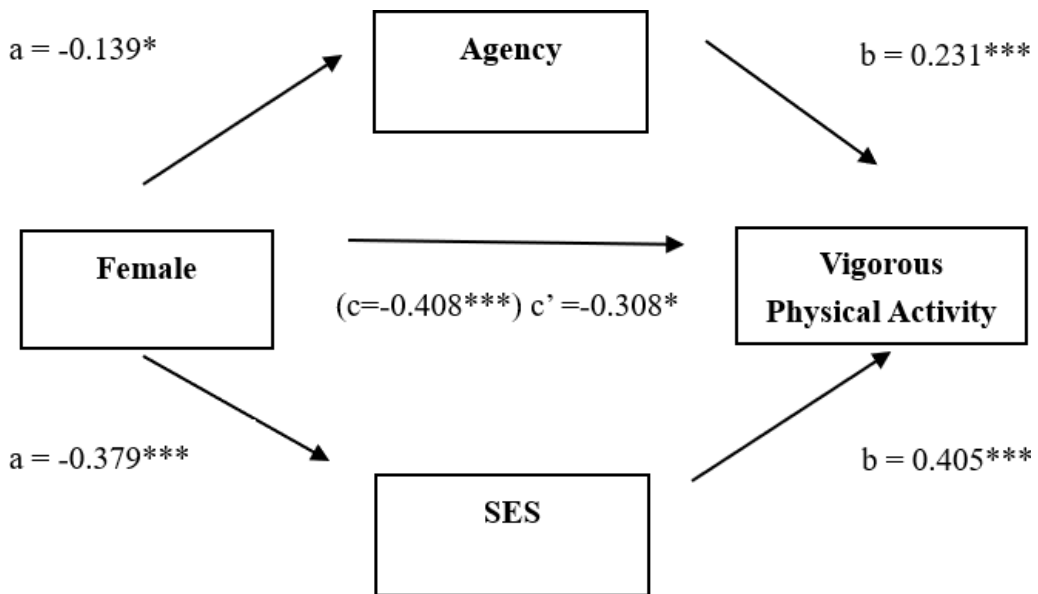 a = -0.139*
Agency
b = 0.231***
Female
(c=-0.408***) c’ =-0.308*
Vigorous
Physical Activity
a = -0.379***
SES
b = 0.405***